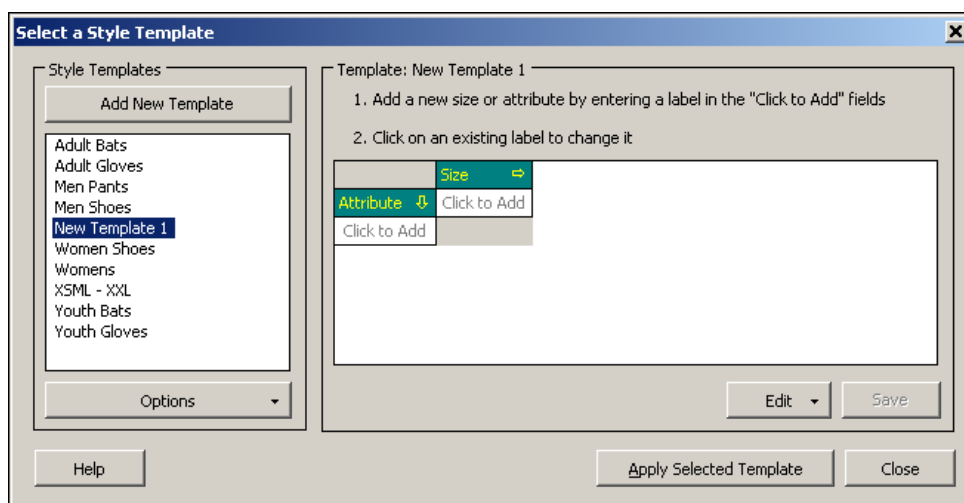 Select a Style Template
Style Templates
Add New Template
Adult Bats
Adult Gloves
Men Pants
Men Shoes
New Template 1
Women Shoes
Womens
XSML - XXL
Youth Bats
Youth Gloves
Options
Template: New Template 1
1. Add a new size or attribute by entering a label in the "Click to Add" fields
2. Click on an existing label to change it
Size ⇨
Attribute ⇩ Click to Add
Click to Add
Edit Save
Help Apply Selected Template Close